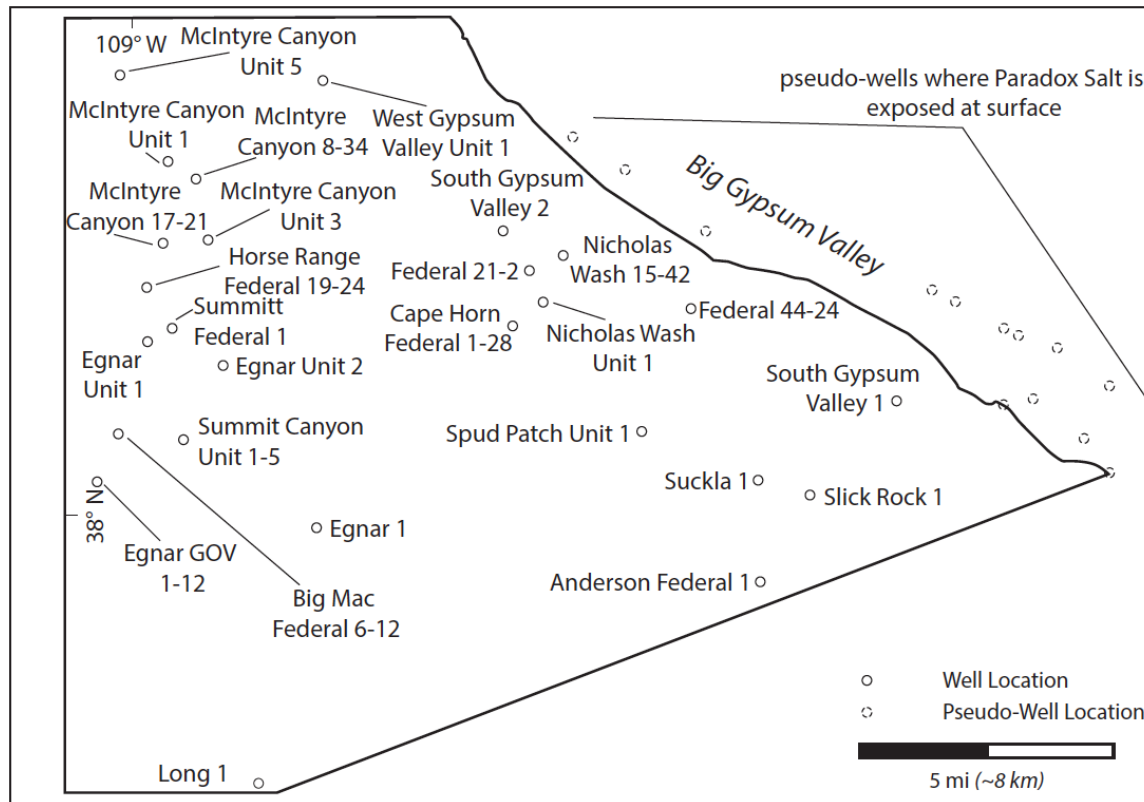 109° W
McIntyre Canyon
Unit 5
pseudo-wells where Paradox Salt is
exposed at surface
McIntyre Canyon
Unit 1
McIntyre
Canyon 8-34
West Gypsum
Valley Unit 1
Big Gypsum Valley
McIntyre
Canyon 17-21
McIntyre Canyon
Unit 3
South Gypsum
Valley 2
Nicholas
Wash 15-42
Horse Range
Federal 19-24
Federal 21-2
Summitt
Federal 1
Cape Horn
Federal 1-28
Nicholas Wash
Unit 1
Federal 44-24
Egnar
Unit 1
Egnar Unit 2
South Gypsum
Valley 1
Summit Canyon
Unit 1-5
Spud Patch Unit 1
Suckla 1
Slick Rock 1
38° N
Egnar 1
Egnar GOV
1-12
Big Mac
Federal 6-12
Anderson Federal 1
Well Location
Pseudo-Well Location
Long 1
5 mi (~8 km)